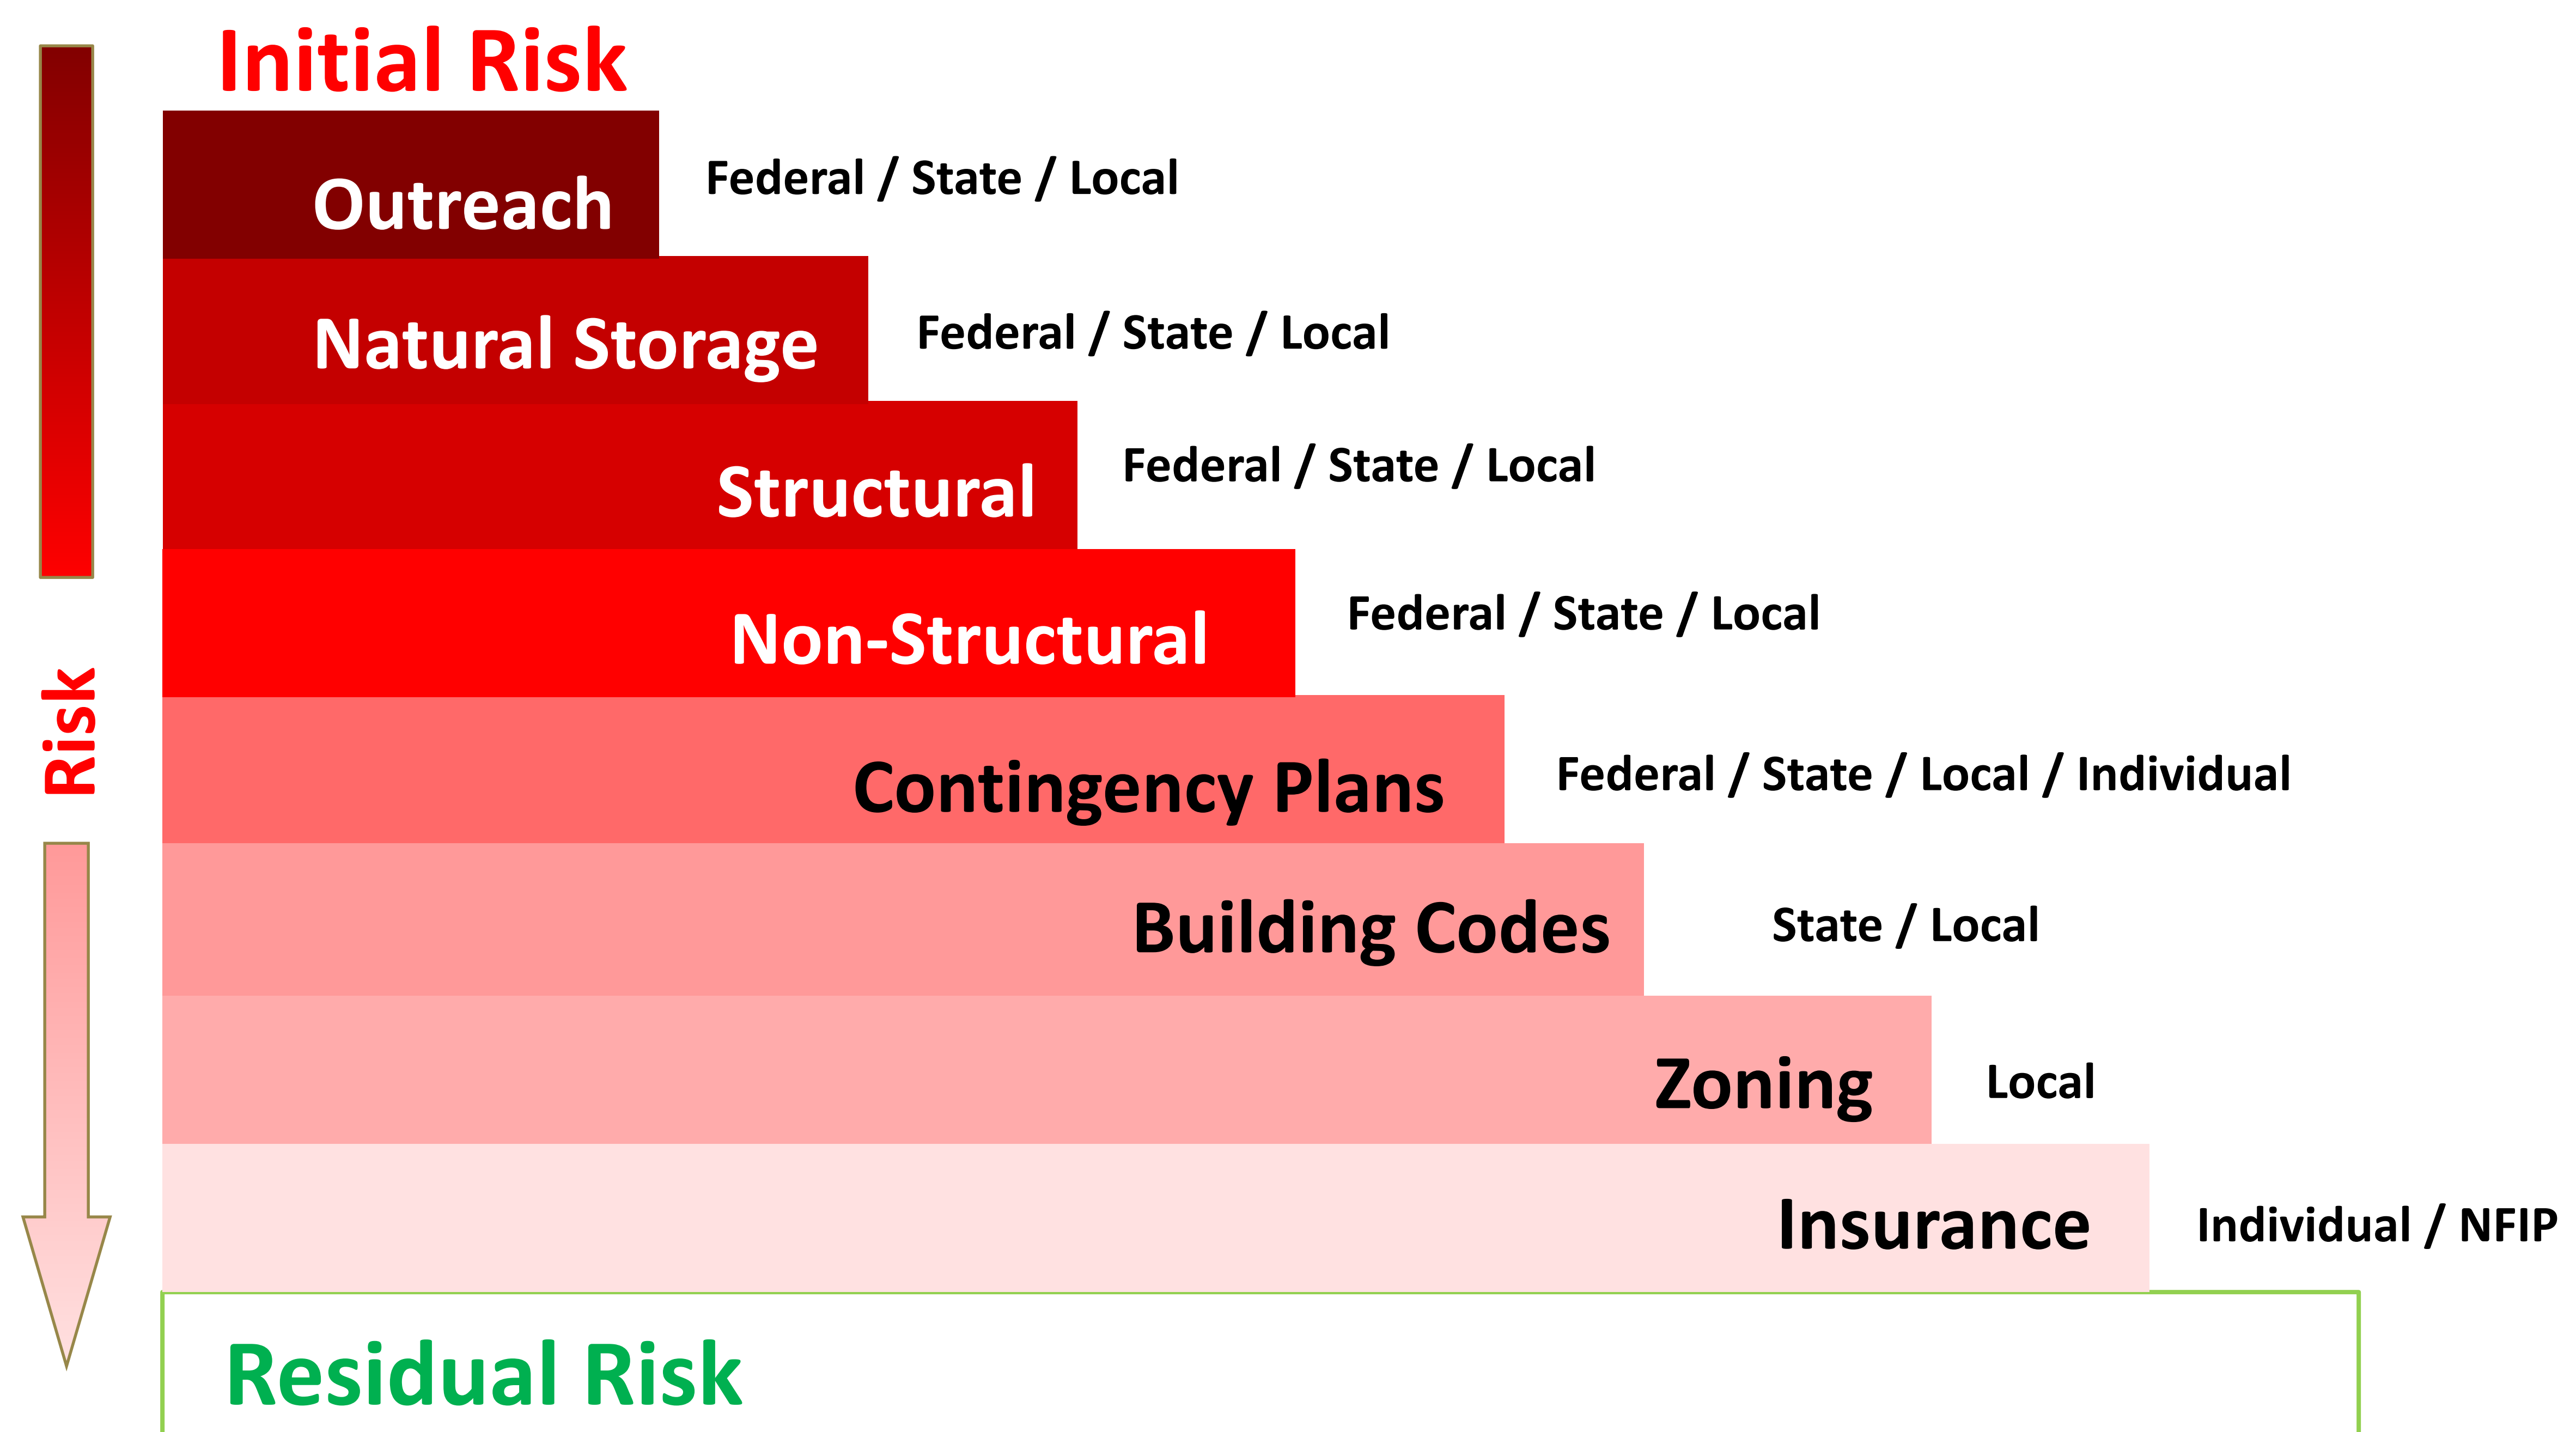 Initial Risk
Outreach
Federal / State / Local
Natural Storage
Federal / State / Local
Structural
Federal / State / Local
Non-Structural
Federal / State / Local
Risk
Contingency Plans
Federal / State / Local / Individual
Building Codes
State / Local
Zoning
Local
Insurance
Individual / NFIP
Residual Risk